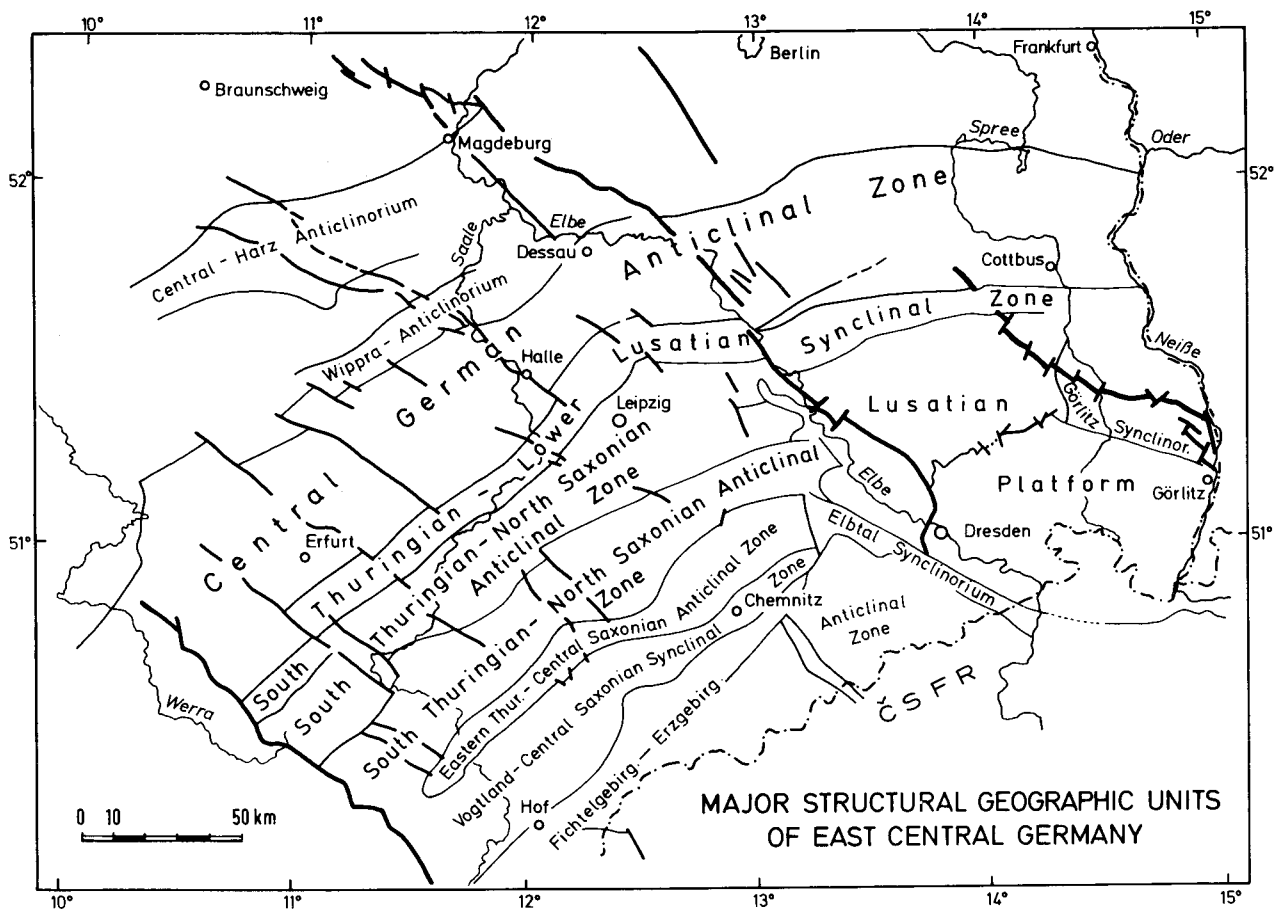 10° 11° 12° 13° 14° 15°
Berlin
Frankfurt
Braunschweig
Magdeburg
Spree
Oder
52°
52°
Central - Harz Anticlinorium
Saale
Elbe
Dessau
Anticlinal Zone
Cottbus
Wippra - Anticlinorium
Lusatian Synclinal Zone
Neiße
German
Halle
Leipzig
Lusatian
Görlitz
Synclinor.
Görlitz
Platform
Central
Erfurt
South Thuringian - Lower
South Thuringian - North Saxonian
Anticlinal Zone
South Thuringian - North Saxonian Anticlinal
Zone
Elbe
Dresden
Elbtal Synclinorium
51°
51°
Eastern Thur. - Central Saxonian Anticlinal Zone
Vogtland - Central Saxonian Synclinal Zone
Chemnitz
Fichtelgebirg. - Erzgebirg.
Anticlinal
Zone
Werra
ČSFR
Hof
0 10 50 km
MAJOR STRUCTURAL GEOGRAPHIC UNITS
OF EAST CENTRAL GERMANY
10° 11° 12° 13° 14° 15°